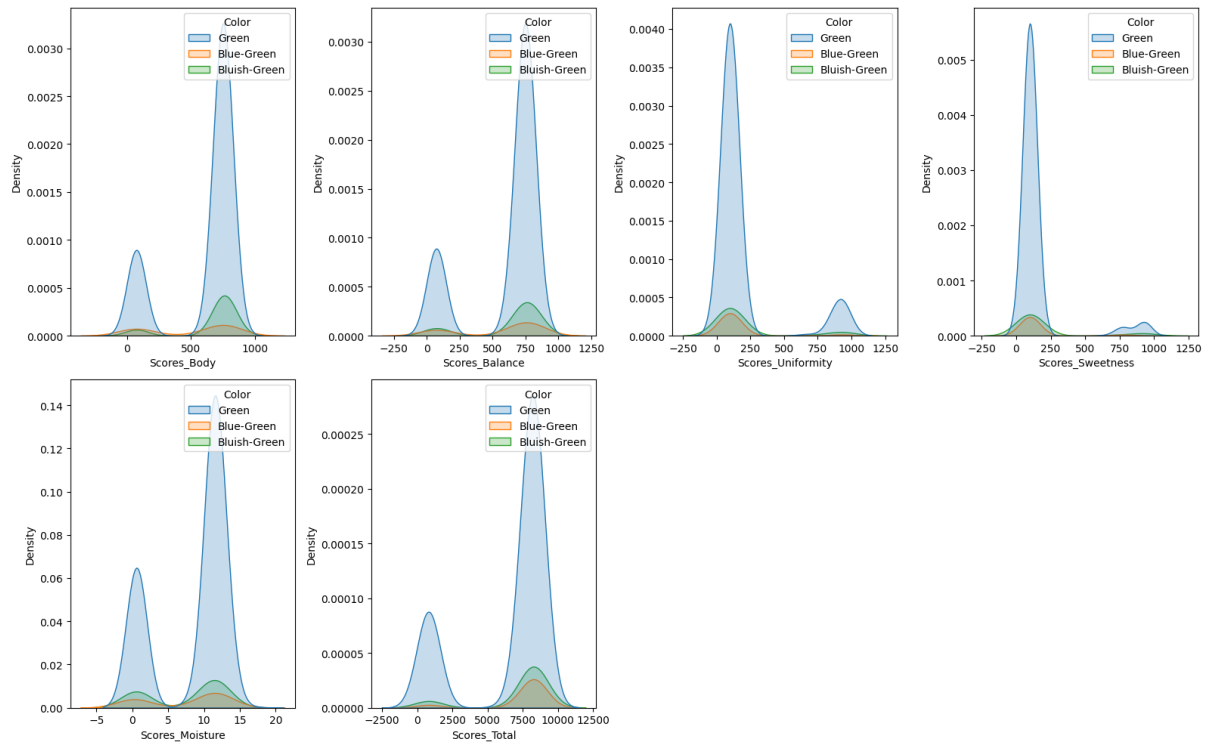 Density
0.0030
0.0025
0.0020
0.0015
0.0010
0.0005
0.0000
0
500
1000
Scores_Body
Color
Green
Blue-Green
Bluish-Green
Density
0.0030
0.0025
0.0020
0.0015
0.0010
0.0005
0.0000
-250
0
250
500
750
1000
1250
Scores_Balance
Color
Green
Blue-Green
Bluish-Green
Density
0.0040
0.0035
0.0030
0.0025
0.0020
0.0015
0.0010
0.0005
0.0000
-250
0
250
500
750
1000
1250
Scores_Uniformity
Color
Green
Blue-Green
Bluish-Green
Density
0.005
0.004
0.003
0.002
0.001
0.000
-250
0
250
500
750
1000
1250
Scores_Sweetness
Color
Green
Blue-Green
Bluish-Green
Density
0.14
0.12
0.10
0.08
0.06
0.04
0.02
0.00
-5
0
5
10
15
20
Scores_Moisture
Color
Green
Blue-Green
Bluish-Green
Density
0.00025
0.00020
0.00015
0.00010
0.00005
0.00000
-2500
0
2500
5000
7500
10000
12500
Scores_Total
Color
Green
Blue-Green
Bluish-Green